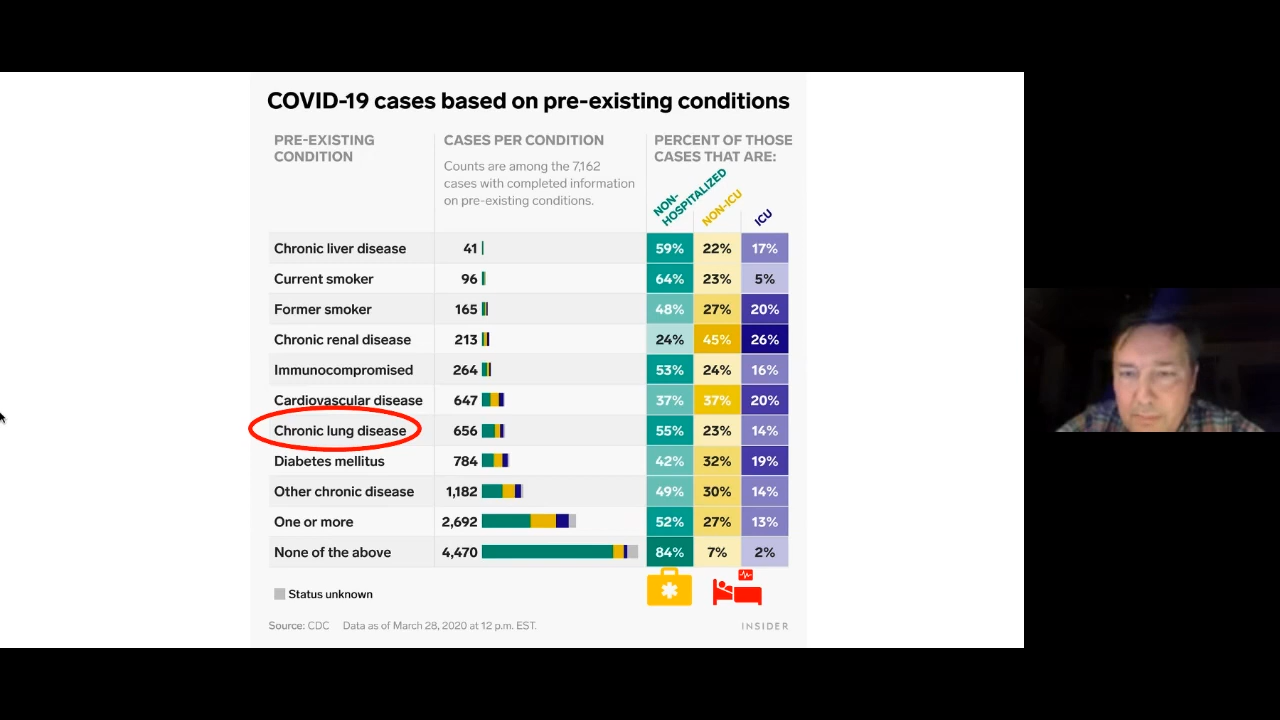 COVID-19 cases based on pre-existing conditions
PRE-EXISTING
CONDITION
CASES PER CONDITION
Counts are among the 7,162
cases with completed information
on pre-existing conditions.
PERCENT OF THOSE
CASES THAT ARE:
NON-
HOSPITALIZED
NON-ICU
ICU
Chronic liver disease 41 59% 22% 17%
Current smoker 96 64% 23% 5%
Former smoker 165 48% 27% 20%
Chronic renal disease 213 24% 45% 26%
Immunocompromised 264 53% 24% 16%
Cardiovascular disease 647 37% 37% 20%
Chronic lung disease 656 55% 23% 14%
Diabetes mellitus 784 42% 32% 19%
Other chronic disease 1,182 49% 30% 14%
One or more 2,692 52% 27% 13%
None of the above 4,470 84% 7% 2%
Status unknown
Source: CDC Data as of March 28, 2020 at 12 p.m. EST.
INSIDER